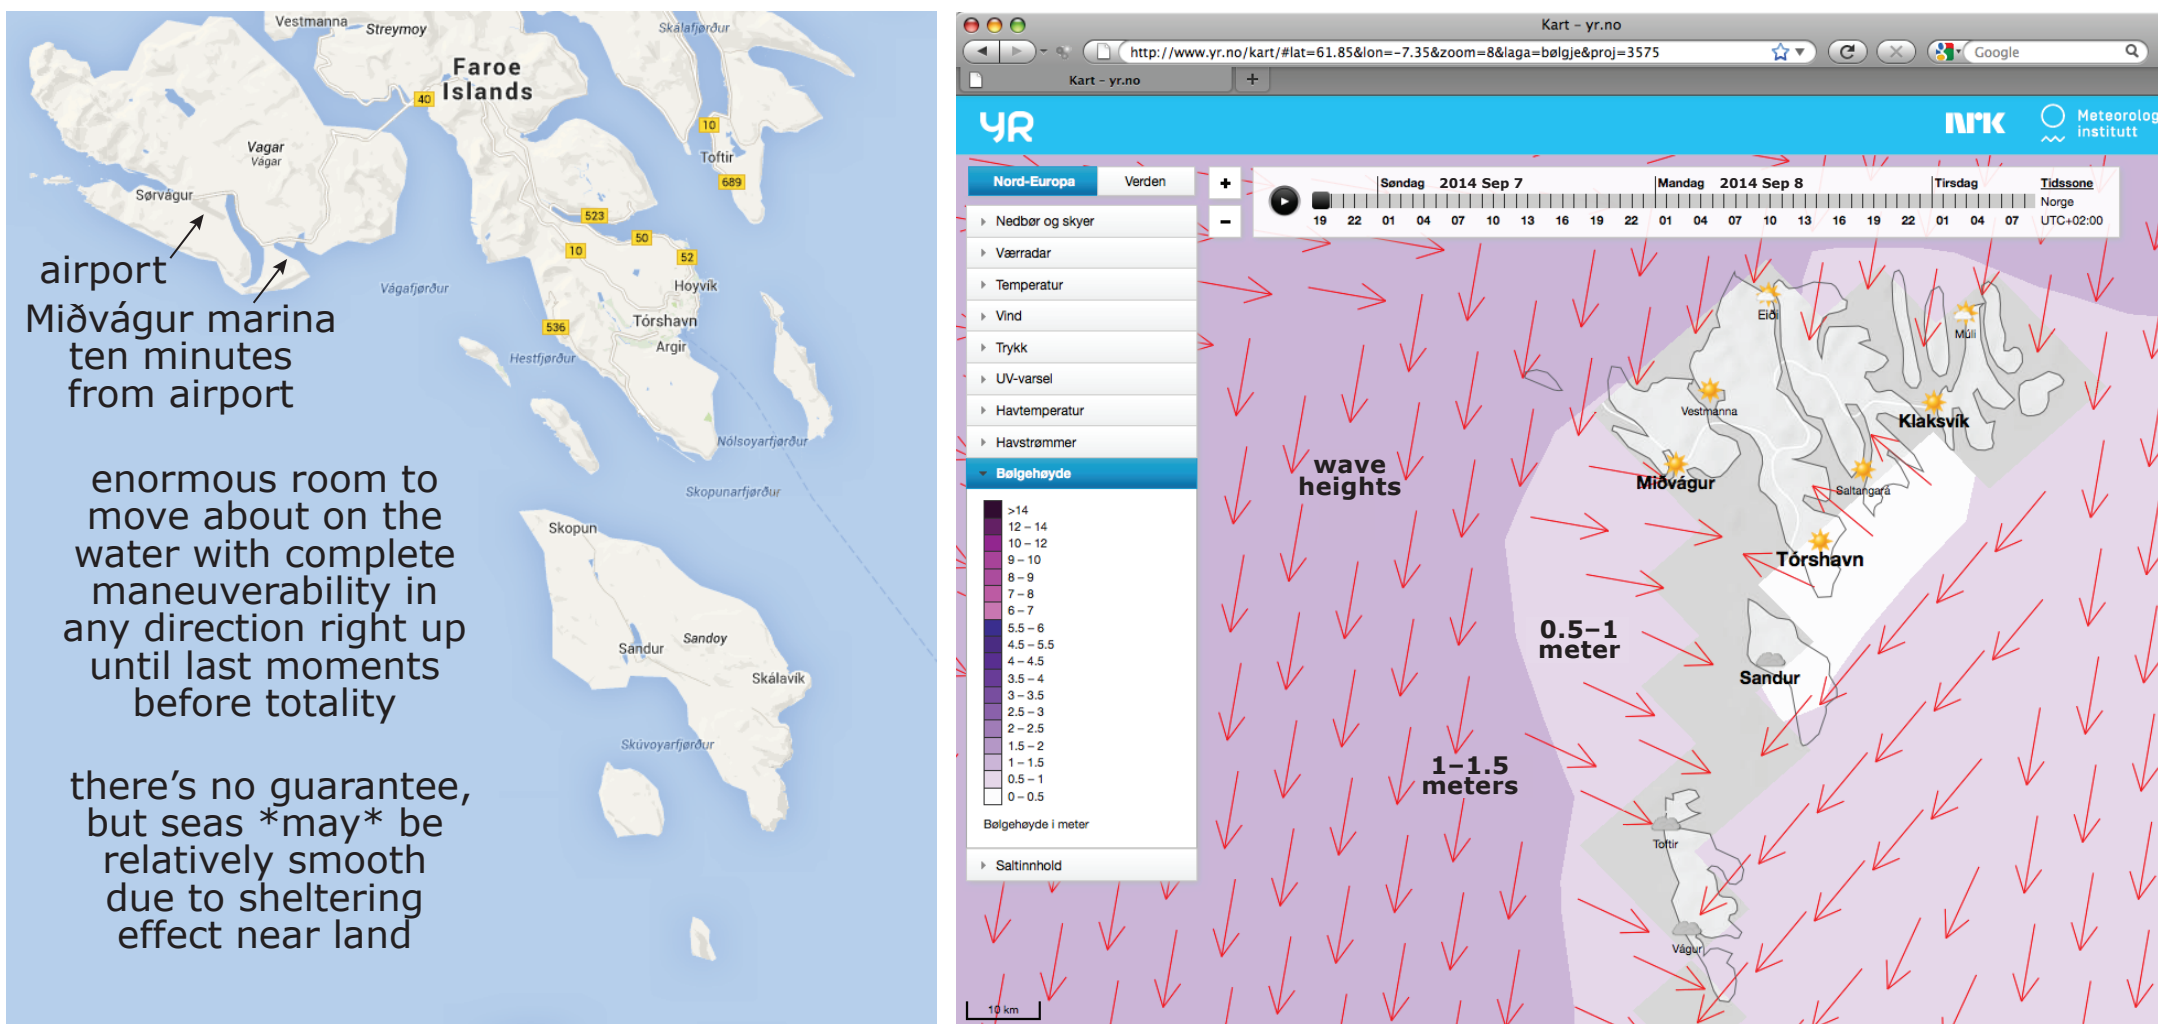 Vestmanna
Streymoy
Skálafjørður
Faroe
Islands
40
10
Vagar
Vágar
Toftir
689
Sørvágur
523
50
10
52
airport
Hoyvík
Vágafjørður
Miðvágur marina
ten minutes
from airport
536
Tórshavn
Argir
Hestfjørður
Nólsoyarfjørður
enormous room to
move about on the
water with complete
maneuverability in
any direction right up
until last moments
before totality
Skopunarfjørður
Skopun
Sandoy
Sandur
Skálavík
Skúvoyarfjørður
there's no guarantee,
but seas *may* be
relatively smooth
due to sheltering
effect near land
Kart – yr.no
http://www.yr.no/kart/#lat=61.85&lon=-7.35&zoom=8&laga=bølgje&proj=3575
Google
Kart – yr.no
+
YR
NRK
Meteorolog
institutt
Nord-Europa
Verden
+
–
Søndag 2014 Sep 7
Mandag 2014 Sep 8
Tirsdag
Tidssone
Norge
UTC+02:00
19 22 01 04 07 10 13 16 19 22 01 04 07 10 13 16 19 22 01 04 07
Nedbør og skyer
Værradar
Temperatur
Vind
Trykk
UV-varsel
Havtemperatur
Havstrømmer
Bølgehøyde
>14
12 – 14
10 – 12
9 – 10
8 – 9
7 – 8
6 – 7
5.5 – 6
4.5 – 5.5
4 – 4.5
3.5 – 4
3 – 3.5
2.5 – 3
2 – 2.5
1.5 – 2
1 – 1.5
0.5 – 1
0 – 0.5
Bølgehøyde i meter
Saltinnhold
10 km
Eiði
Múli
Vestmanna
Klaksvík
wave
heights
Miðvágur
Saltangará
Tórshavn
0.5–1
meter
Sandur
1–1.5
meters
Toftir
Vágur